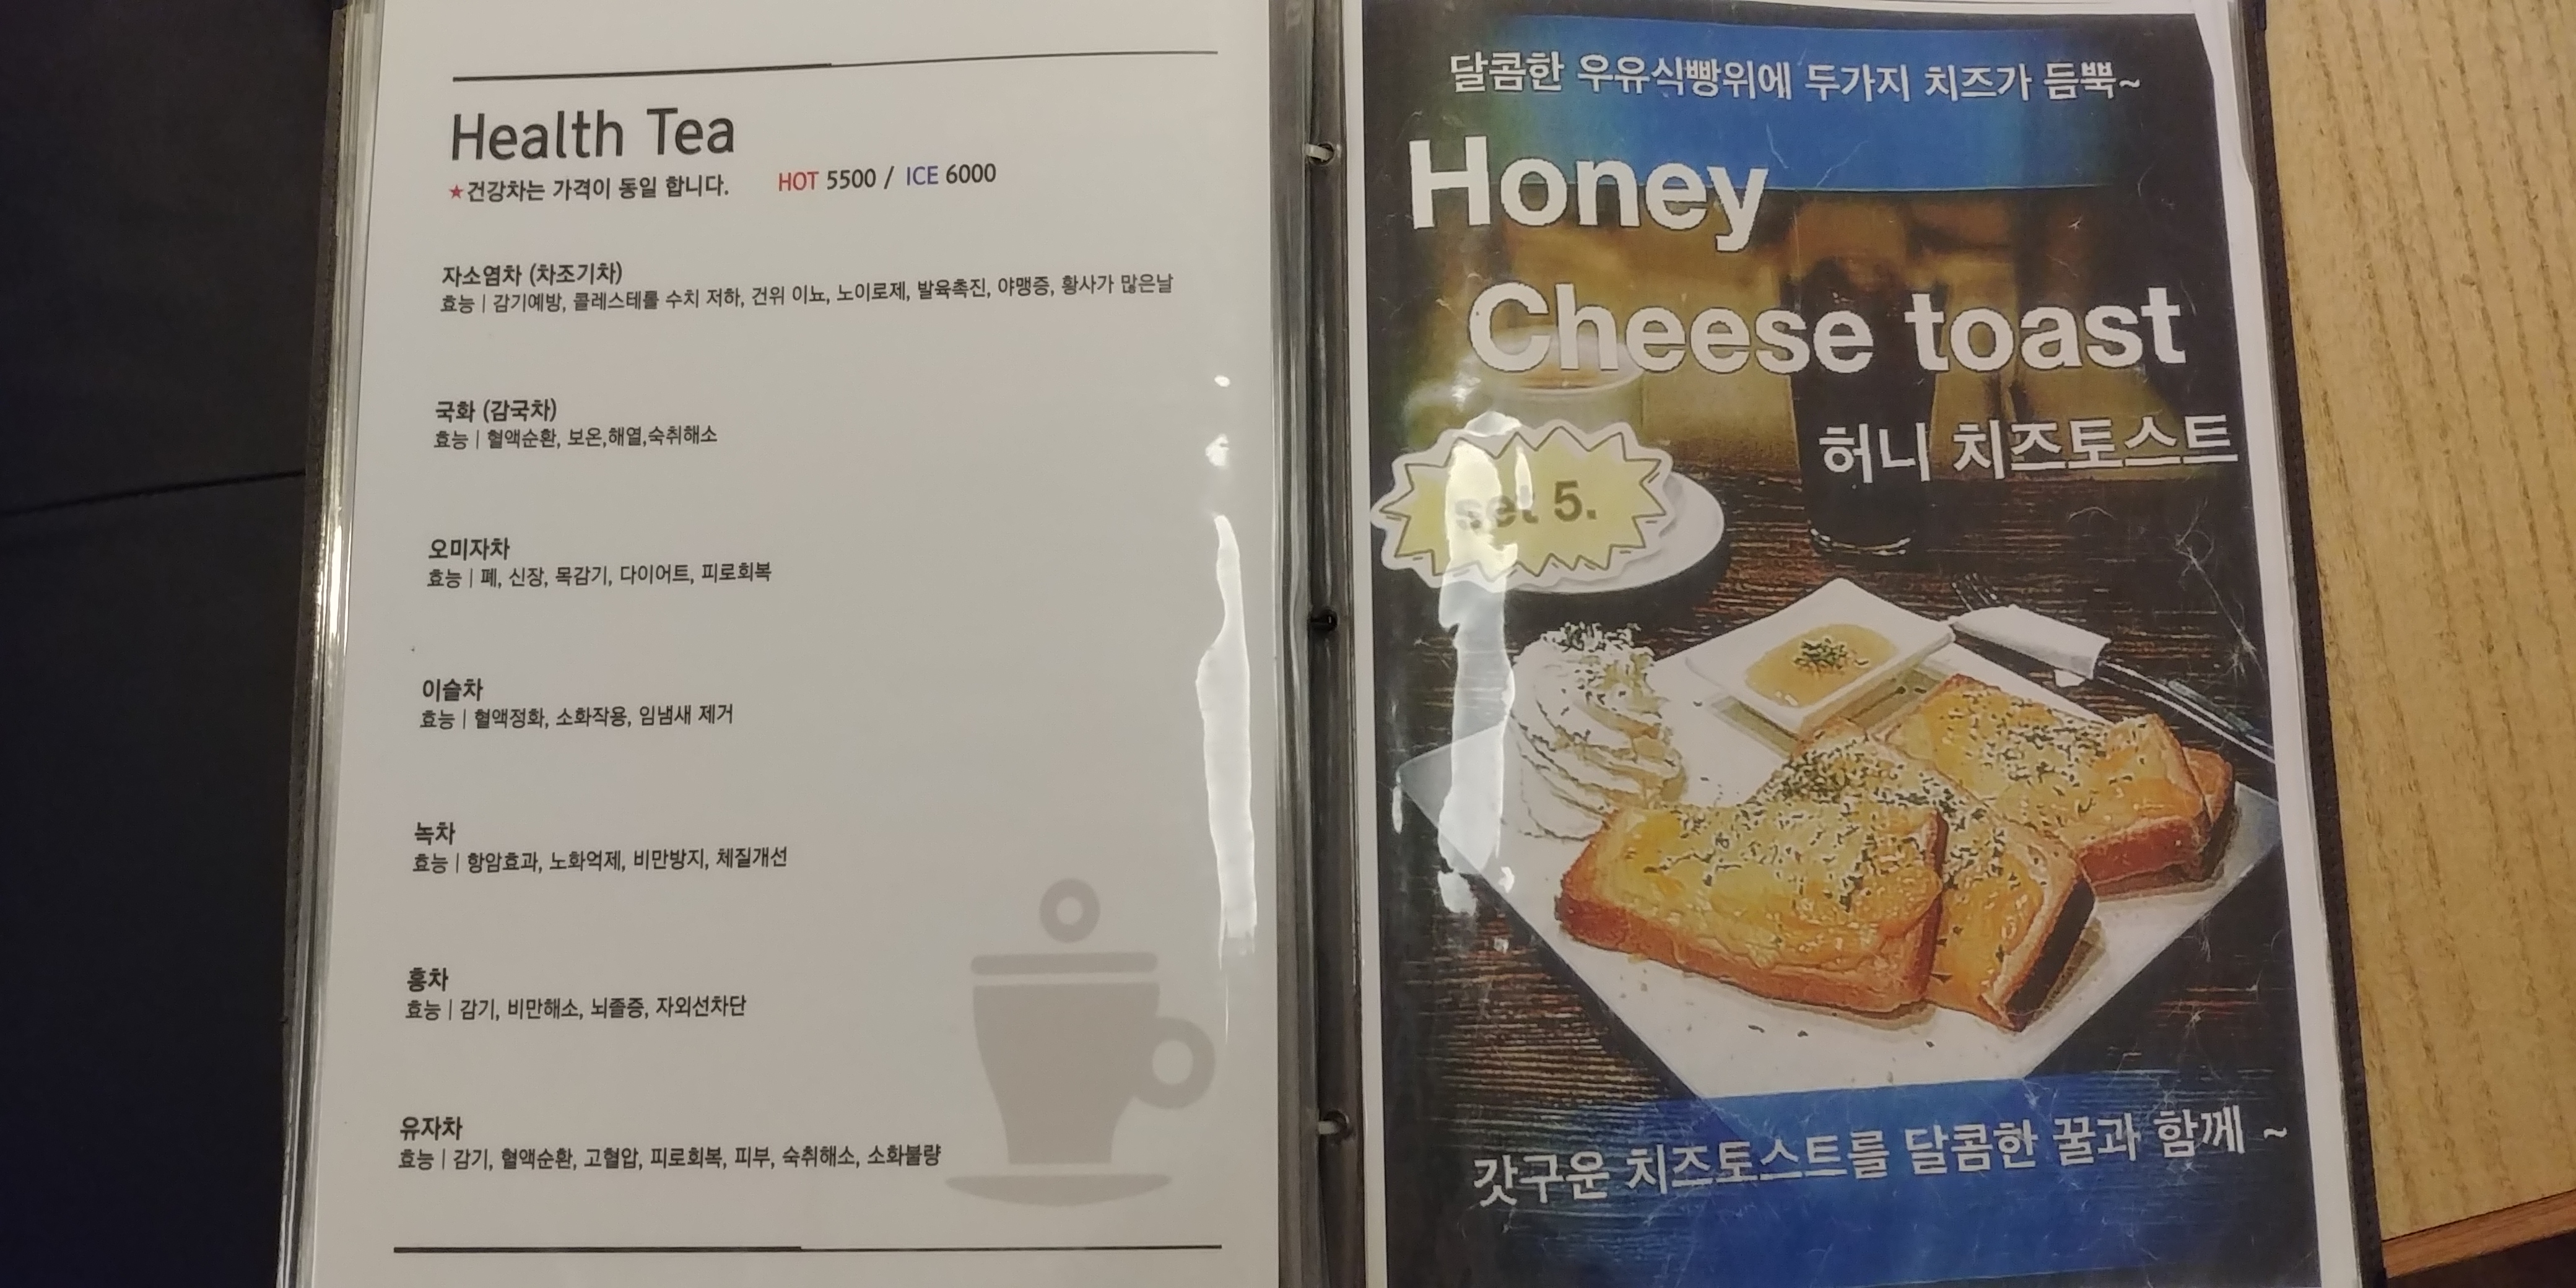 Health Tea
★건강차는 가격이 동일 합니다. HOT 5500 / ICE 6000
자소염차 (차조기차)
효능 | 감기예방, 콜레스테롤 수치 저하, 건위 이뇨, 노이로제, 발육촉진, 야맹증, 황사가 많은날
국화 (감국차)
효능 | 혈액순환, 보온,해열,숙취해소
오미자차
효능 | 폐, 신장, 목감기, 다이어트, 피로회복
이슬차
효능 | 혈액정화, 소화작용, 입냄새 제거
녹차
효능 | 항암효과, 노화억제, 비만방지, 체질개선
홍차
효능 | 감기, 비만해소, 뇌졸증, 자외선차단
유자차
효능 | 감기, 혈액순환, 고혈압, 피로회복, 피부, 숙취해소, 소화불량
달콤한 우유식빵위에 두가지 치즈가 듬뿍~
Honey
Cheese toast
허니 치즈토스트
set 5.
갓구운 치즈토스트를 달콤한 꿀과 함께 ~